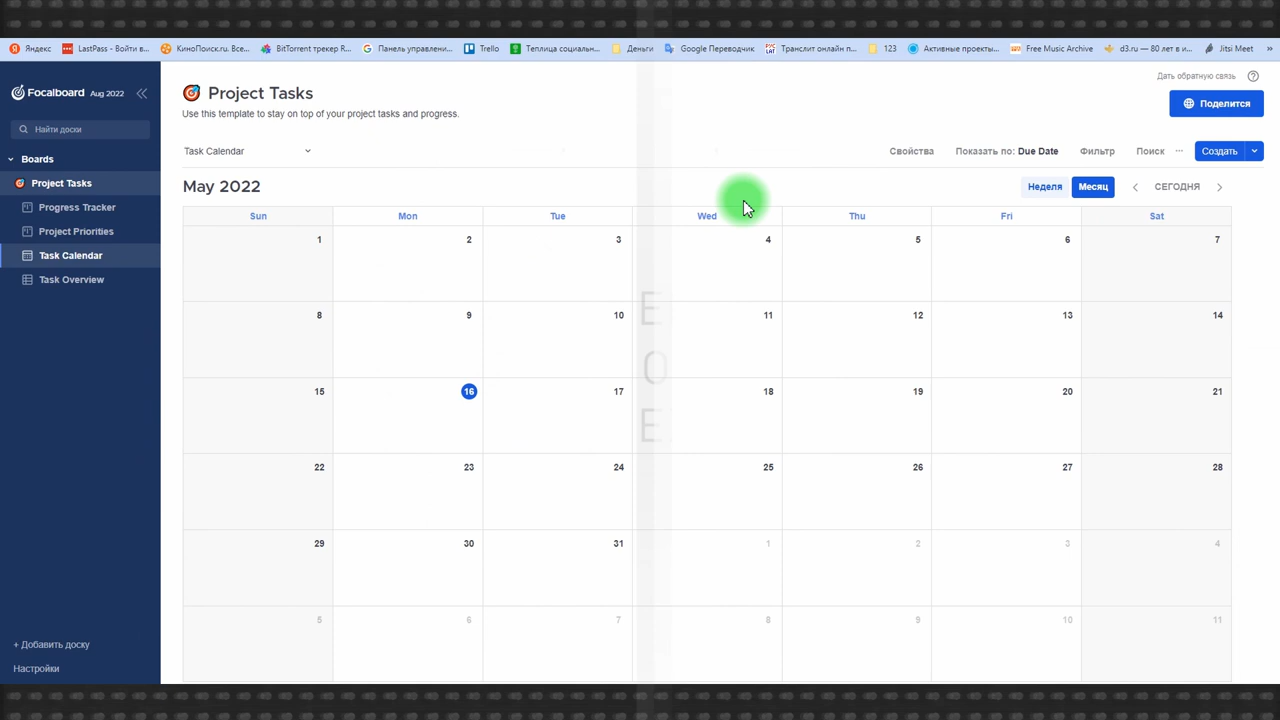 Яндекс LastPass - Войти в... КиноПоиск.ru. Все... BitTorrent трекер R... Панель управлени... Trello Теплица социальн... Деньги Google Переводчик Транслит онлайн п... 123 Активные проекты... Free Music Archive d3.ru — 80 лет в и... Jitsi Meet »
Focalboard Aug 2022
Найти доски
Boards
Project Tasks
Progress Tracker
Project Priorities
Task Calendar
Task Overview
+ Добавить доску
Настройки
Дать обратную связь
Project Tasks
Поделится
Use this template to stay on top of your project tasks and progress.
Task Calendar Свойства Показать по: Due Date Фильтр Поиск ... Создать
May 2022 Неделя Месяц СЕГОДНЯ
Sun Mon Tue Wed Thu Fri Sat
1 2 3 4 5 6 7
8 9 10 11 12 13 14
15 16 17 18 19 20 21
22 23 24 25 26 27 28
29 30 31 1 2 3 4
5 6 7 8 9 10 11
E
O
E